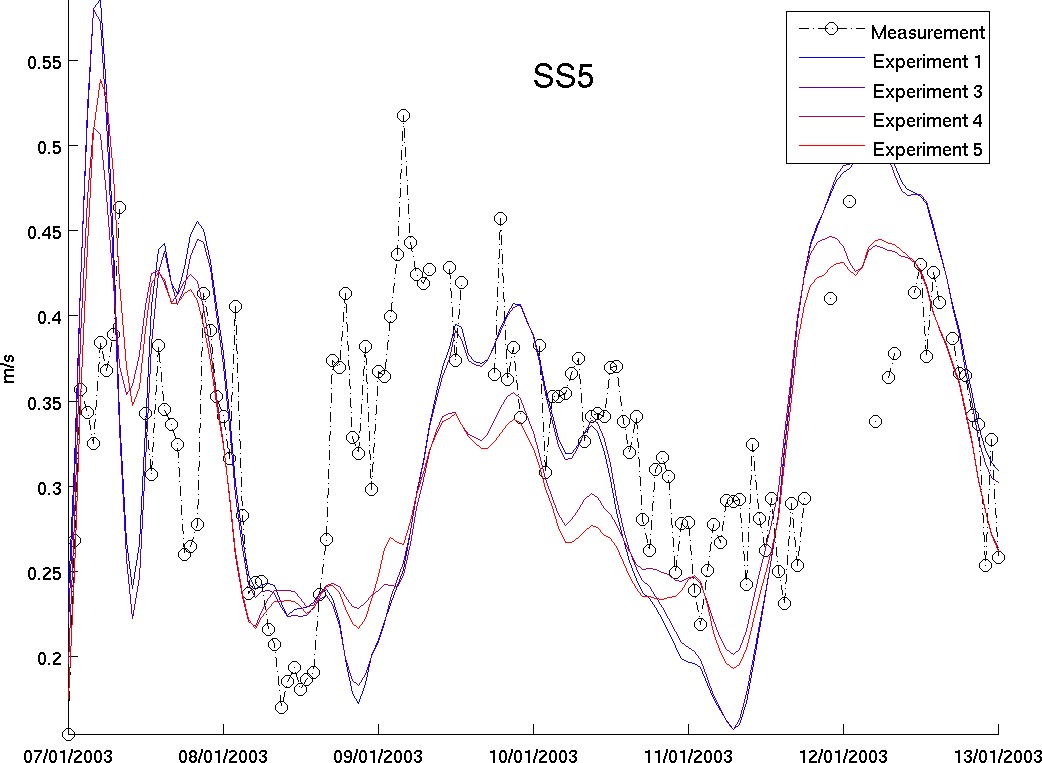 SS5
Measurement
Experiment 1
Experiment 3
Experiment 4
Experiment 5
0.55
0.5
0.45
0.4
0.35
0.3
0.25
0.2
m/s
07/01/2003 08/01/2003 09/01/2003 10/01/2003 11/01/2003 12/01/2003 13/01/2003